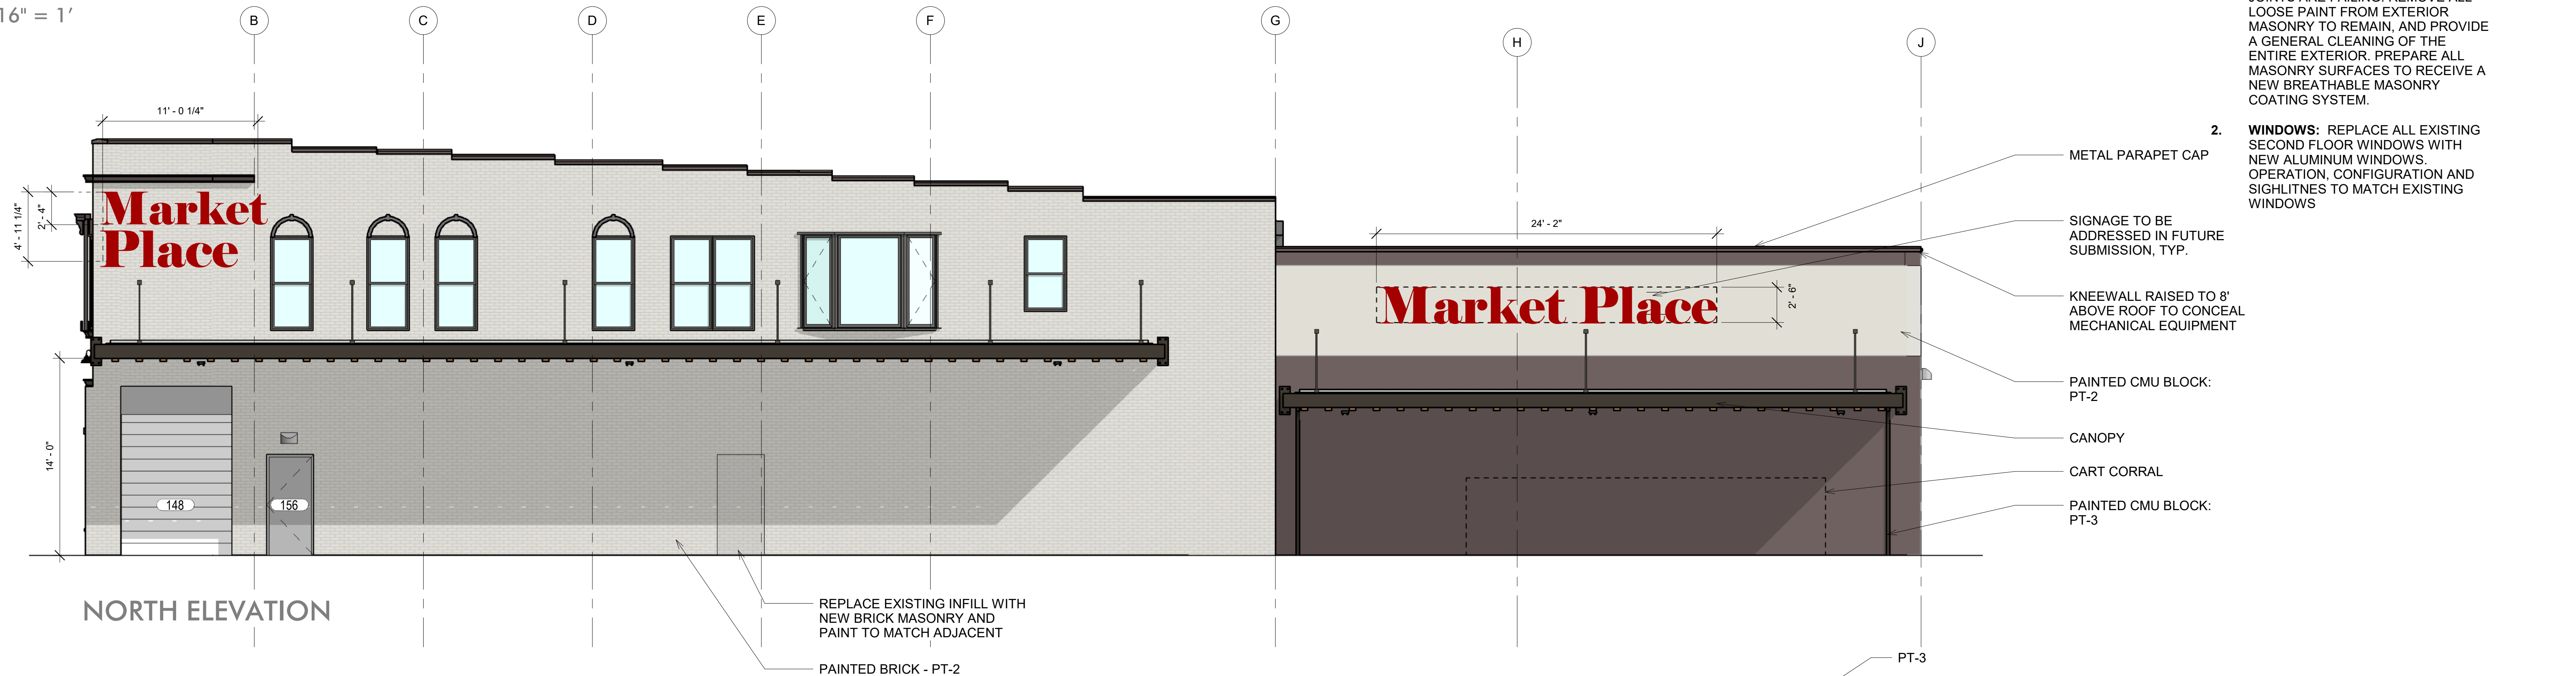 16" = 1'
B
C
D
E
F
G
H
J
11' - 0 1/4"
4' - 11 1/4"
2' - 4"
14' - 0"
Market
Place
148
156
24' - 2"
2' - 6"
Market Place
METAL PARAPET CAP
SIGNAGE TO BE
ADDRESSED IN FUTURE
SUBMISSION, TYP.
KNEEWALL RAISED TO 8'
ABOVE ROOF TO CONCEAL
MECHANICAL EQUIPMENT
PAINTED CMU BLOCK:
PT-2
CANOPY
CART CORRAL
PAINTED CMU BLOCK:
PT-3
JOINTS ARE FAILING. REMOVE ALL
LOOSE PAINT FROM EXTERIOR
MASONRY TO REMAIN, AND PROVIDE
A GENERAL CLEANING OF THE
ENTIRE EXTERIOR. PREPARE ALL
MASONRY SURFACES TO RECEIVE A
NEW BREATHABLE MASONRY
COATING SYSTEM.
2. WINDOWS: REPLACE ALL EXISTING
SECOND FLOOR WINDOWS WITH
NEW ALUMINUM WINDOWS.
OPERATION, CONFIGURATION AND
SIGHLITNES TO MATCH EXISTING
WINDOWS
NORTH ELEVATION
REPLACE EXISTING INFILL WITH
NEW BRICK MASONRY AND
PAINT TO MATCH ADJACENT
PAINTED BRICK - PT-2
PT-3